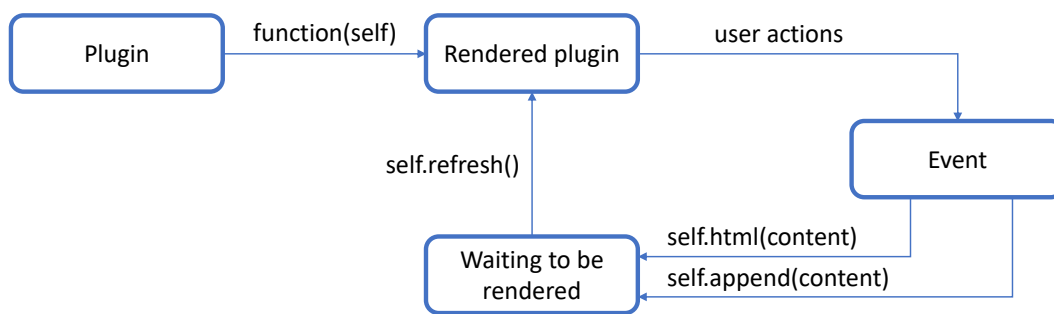 function(self)
user actions
Plugin
Rendered plugin
self.refresh()
Event
self.html(content)
Waiting to be
rendered
self.append(content)